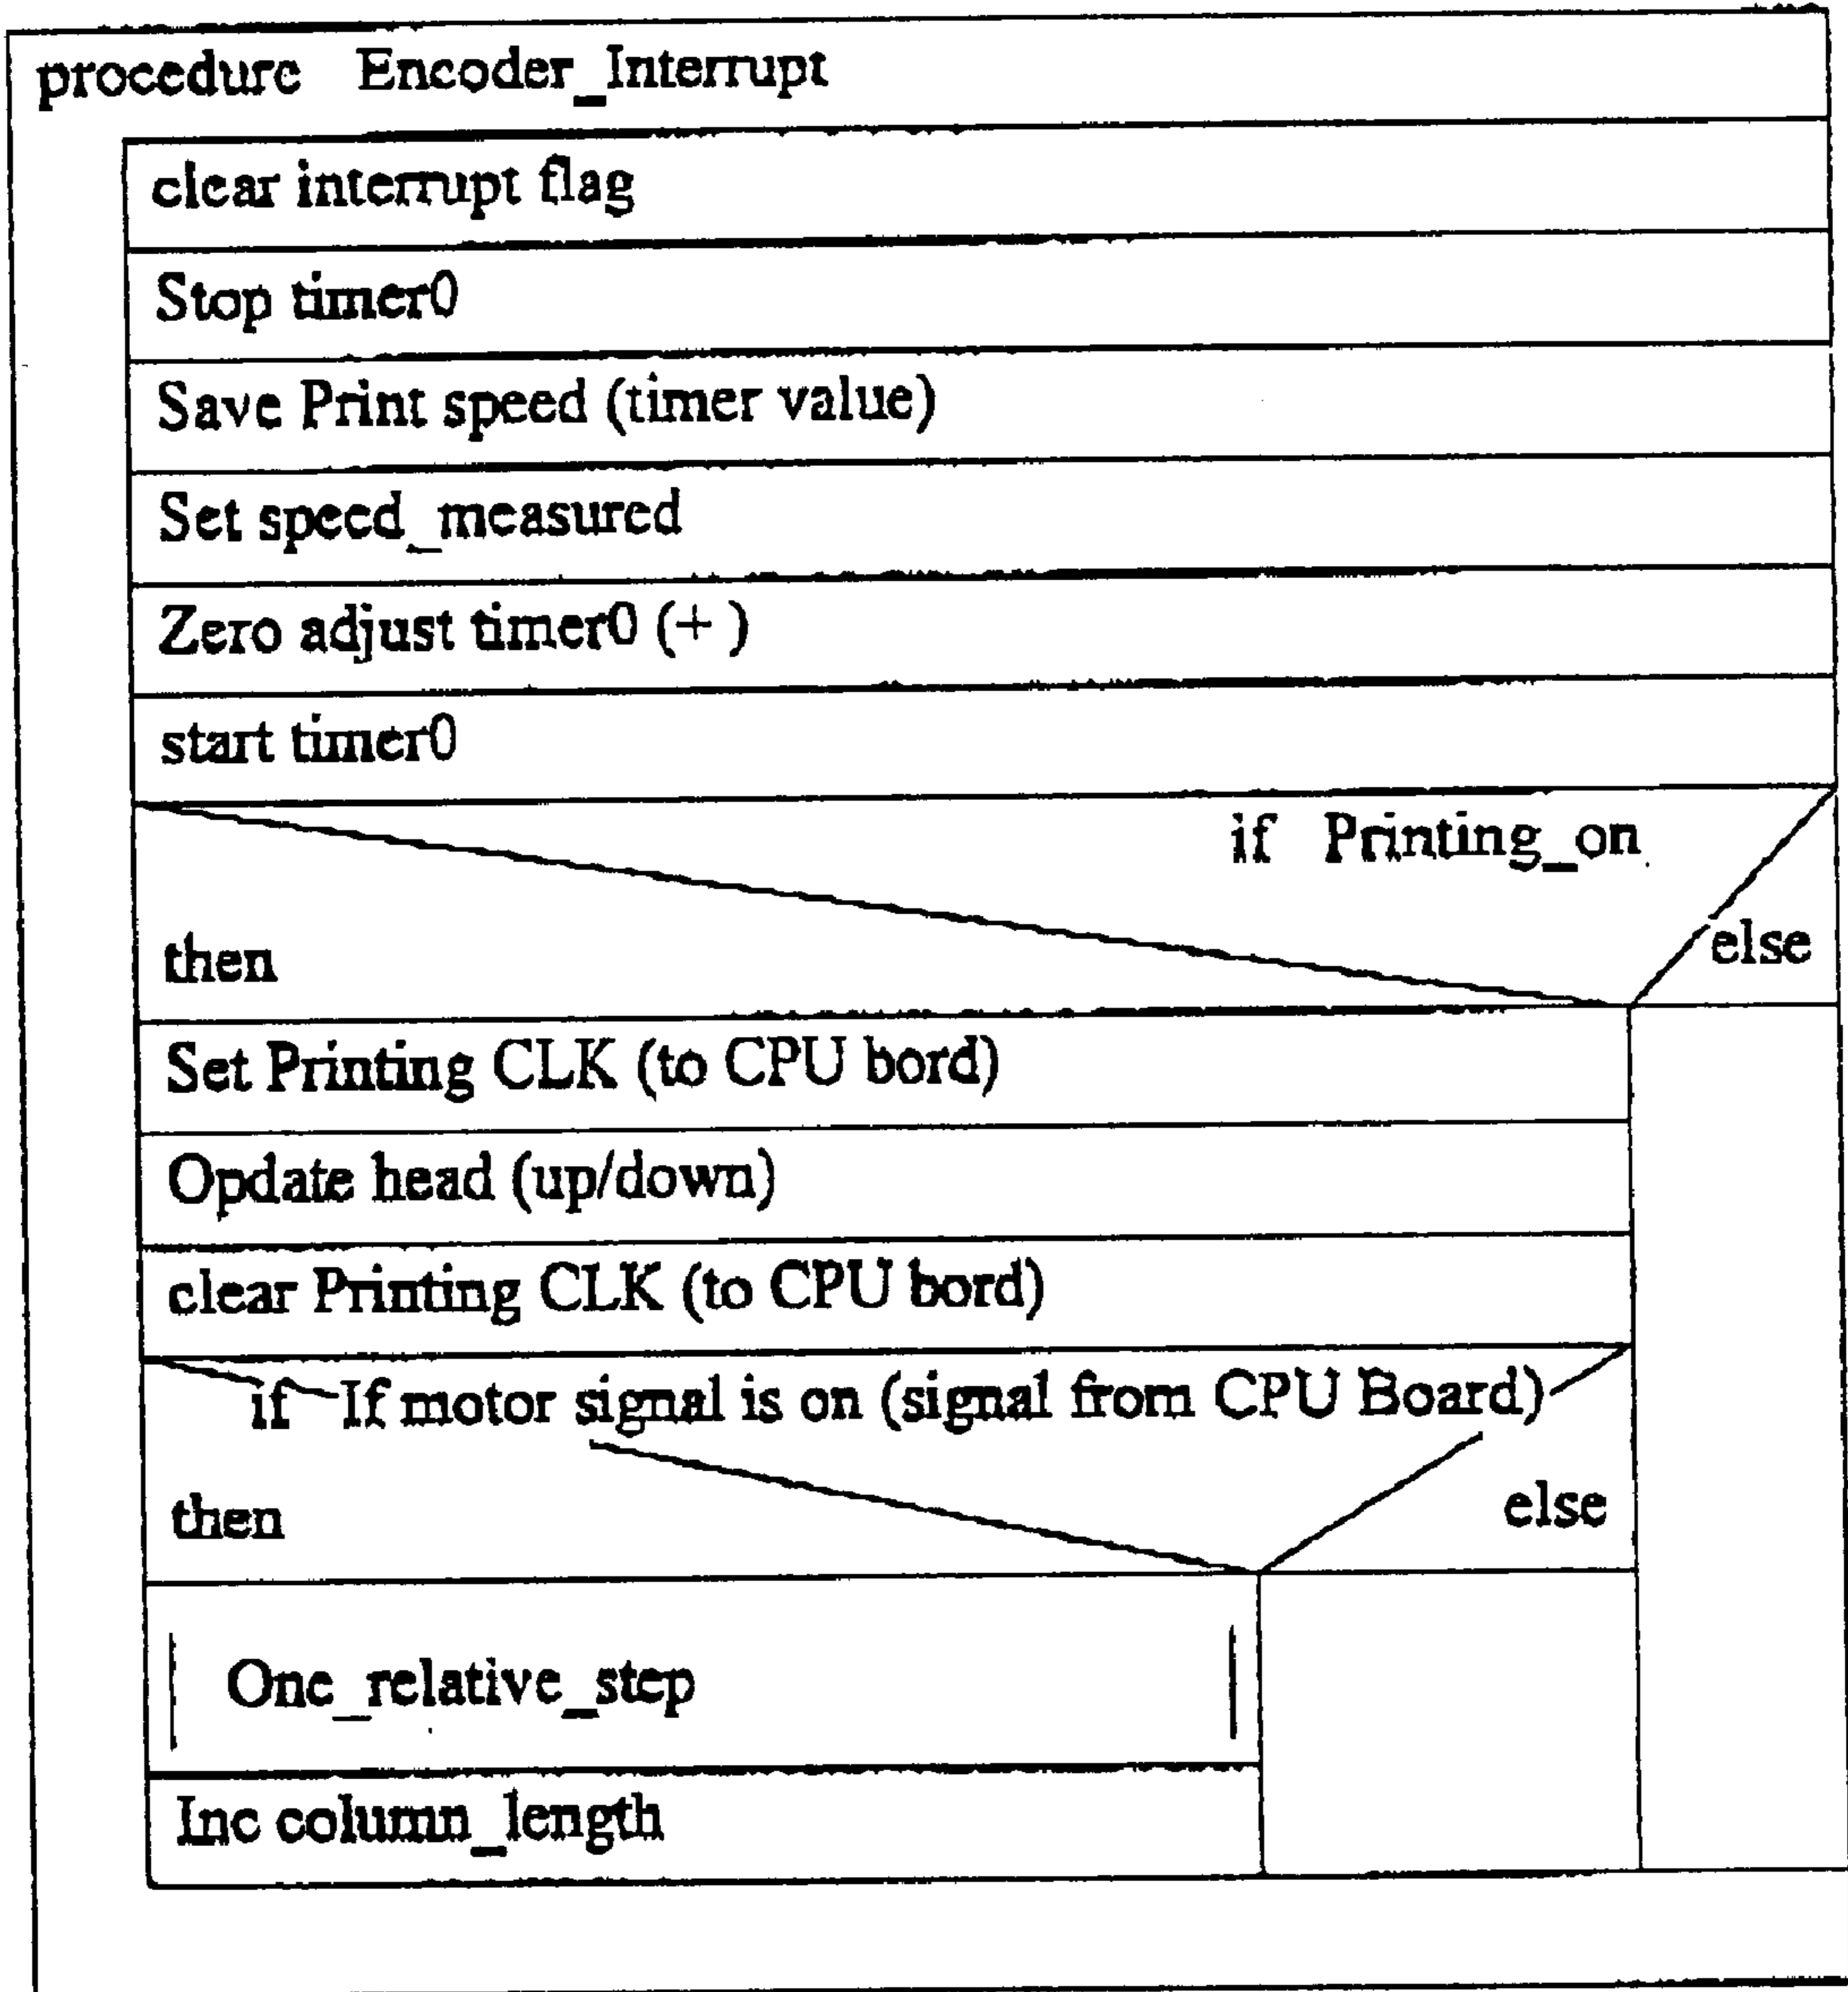 procedure Encoder_Interrupt
clear interrupt flag
Stop timer0
Save Print speed (timer value)
Set speed_measured
Zero adjust timer0 (+ )
start timer0
if Printing_on
then else
Set Printing CLK (to CPU bord)
Opdate head (up/down)
clear Printing CLK (to CPU bord)
if If motor signal is on (signal from CPU Board)
then else
One_relative_step
Inc column_length